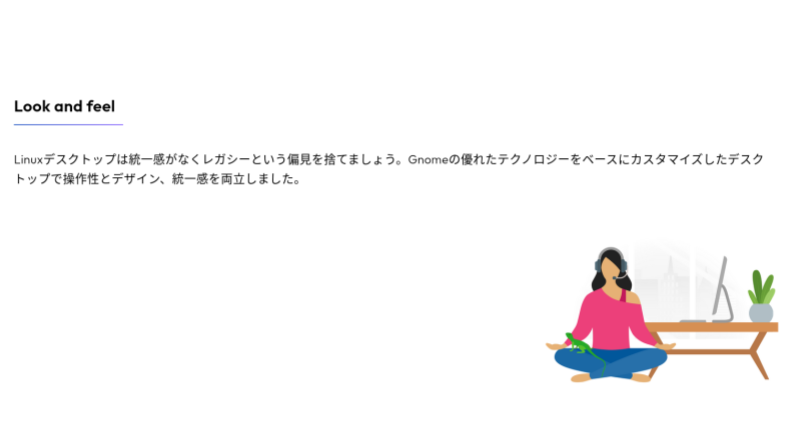 Look and feel
Linuxデスクトップは統一感がなくレガシーという偏見を捨てましょう。Gnomeの優れたテクノロジーをベースにカスタマイズしたデスク
トップで操作性とデザイン、統一感を両立しました。